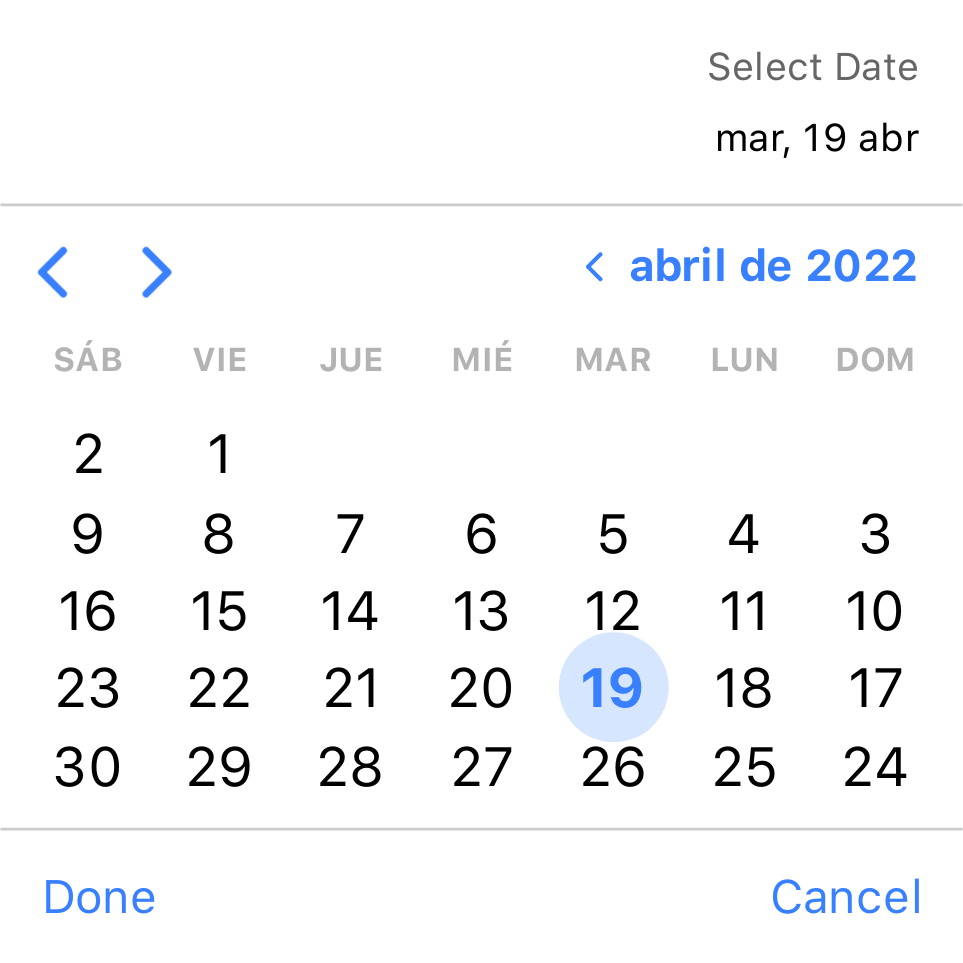 Select Date
mar, 19 abr
abril de 2022
SÁB VIE JUE MIÉ MAR LUN DOM
2 1
9 8 7 6 5 4 3
16 15 14 13 12 11 10
23 22 21 20 19 18 17
30 29 28 27 26 25 24
Done Cancel